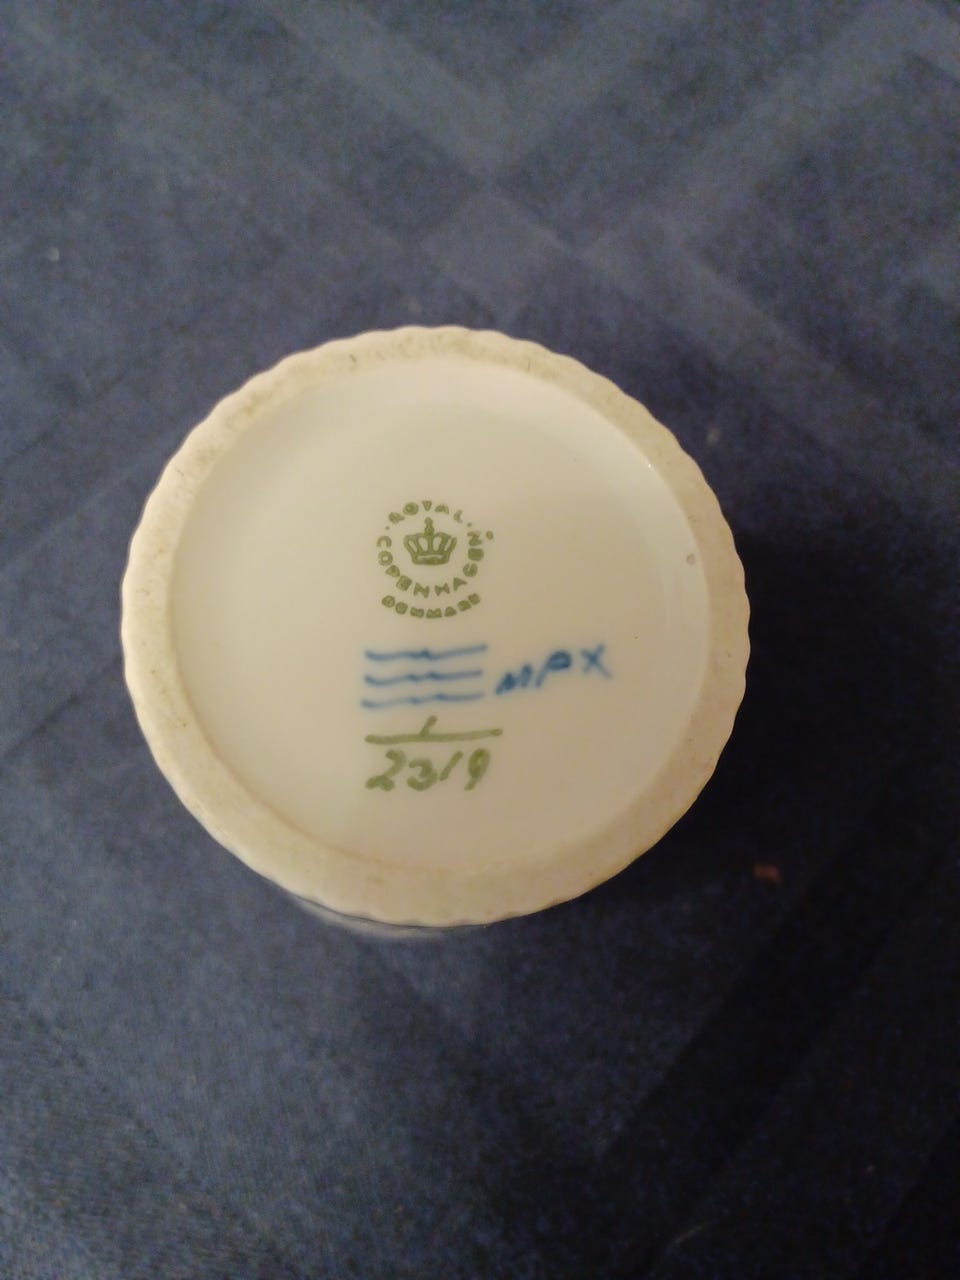 ROYAL
COPENHAGEN
DENMARK
MPX
1
2319